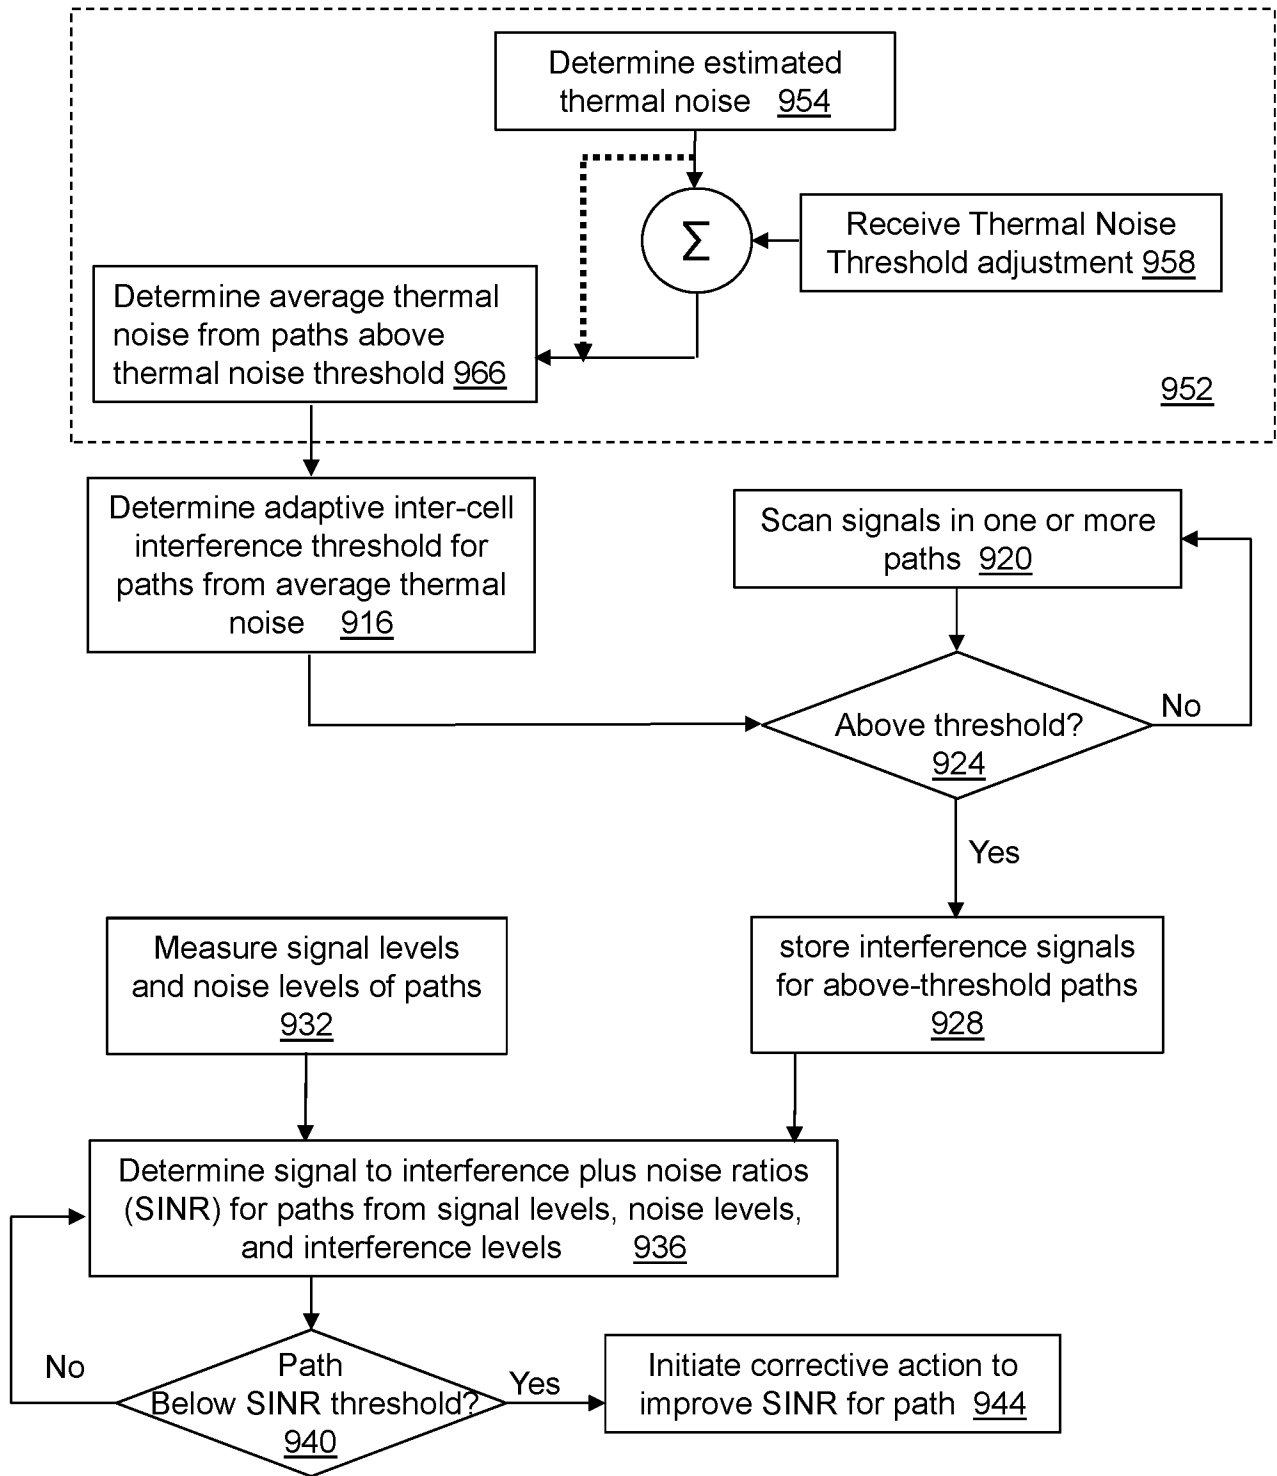 Determine estimated
thermal noise 954
Σ
Receive Thermal Noise
Threshold adjustment 958
Determine average thermal
noise from paths above
thermal noise threshold 966
952
Determine adaptive inter-cell
interference threshold for
paths from average thermal
noise 916
Scan signals in one or more
paths 920
Above threshold?
924
No
Yes
Measure signal levels
and noise levels of paths
932
store interference signals
for above-threshold paths
928
Determine signal to interference plus noise ratios
(SINR) for paths from signal levels, noise levels,
and interference levels 936
No
Path
Below SINR threshold?
940
Yes
Initiate corrective action to
improve SINR for path 944